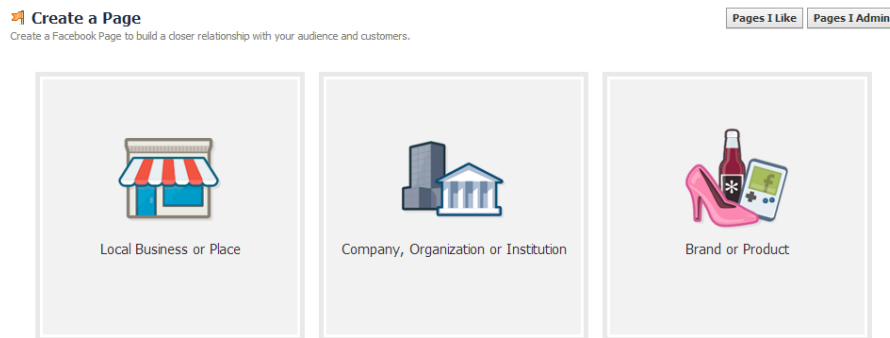 Create a Page
Pages I Like
Pages I Admin
Create a Facebook Page to build a closer relationship with your audience and customers.
Local Business or Place
Company, Organization or Institution
Brand or Product